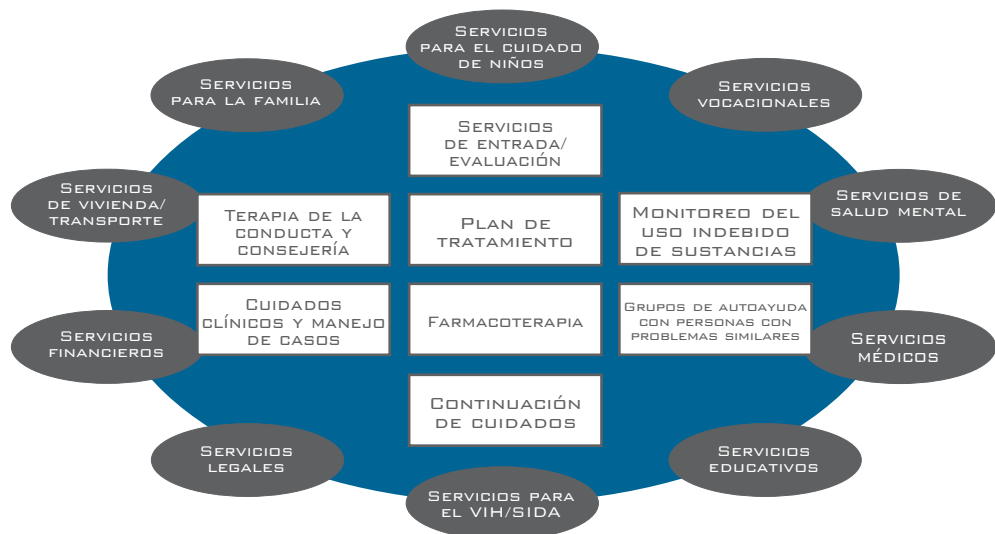 Servicios
para el cuidado
de niños
Servicios
para la familia
Servicios
vocacionales
Servicios
de entrada/
evaluación
Servicios
de vivienda/
transporte
Terapia de la
conducta y
consejería
Plan de
tratamiento
Monitoreo del
uso indebido
de sustancias
Servicios de
salud mental
Servicios
financieros
Cuidados
clínicos y manejo
de casos
Farmacoterapia
Grupos de autoayuda
con personas con
problemas similares
Servicios
médicos
Continuación
de cuidados
Servicios
legales
Servicios
educativos
Servicios para
el VIH/SIDA